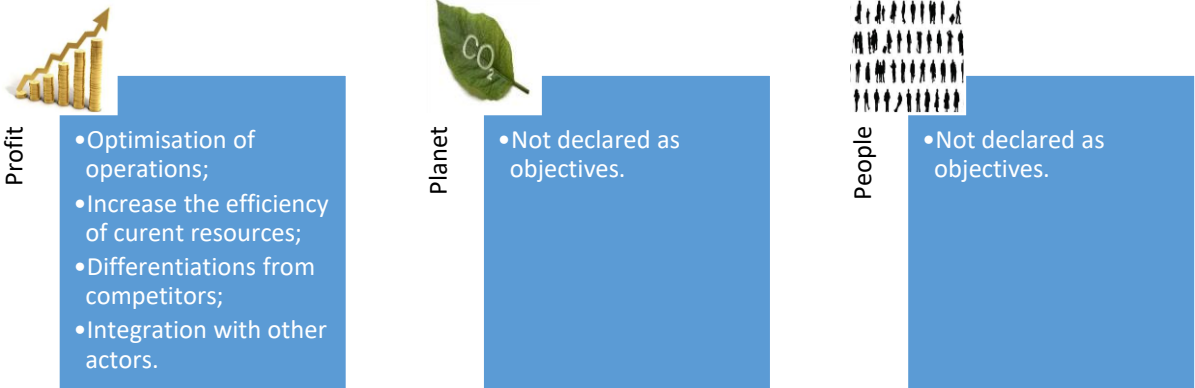 Profit
•Optimisation of
operations;
•Increase the efficiency
of curent resources;
•Differentiations from
competitors;
•Integration with other
actors.
CO₂
Planet
•Not declared as
objectives.
People
•Not declared as
objectives.